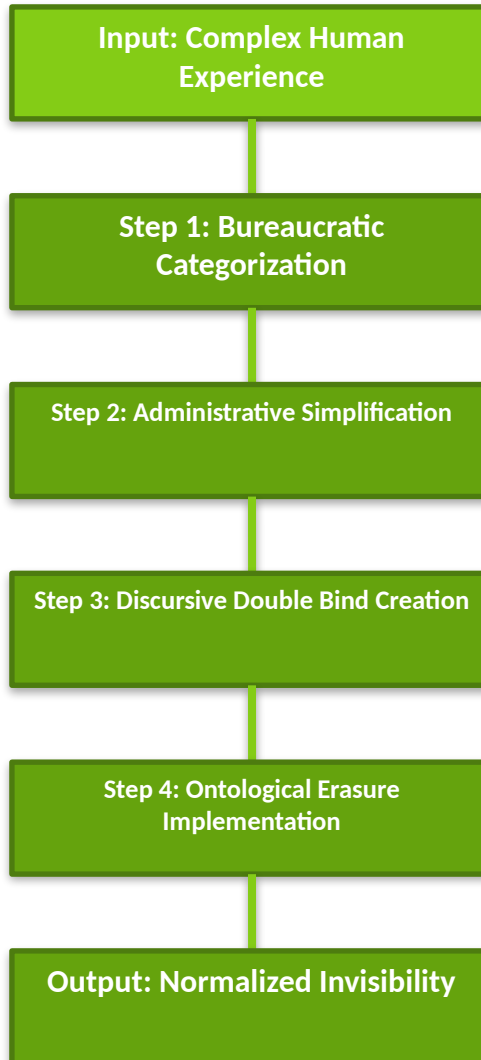 Input: Complex Human
Experience
Step 1: Bureaucratic
Categorization
Step 2: Administrative Simplification
Step 3: Discursive Double Bind Creation
Step 4: Ontological Erasure
Implementation
Output: Normalized Invisibility